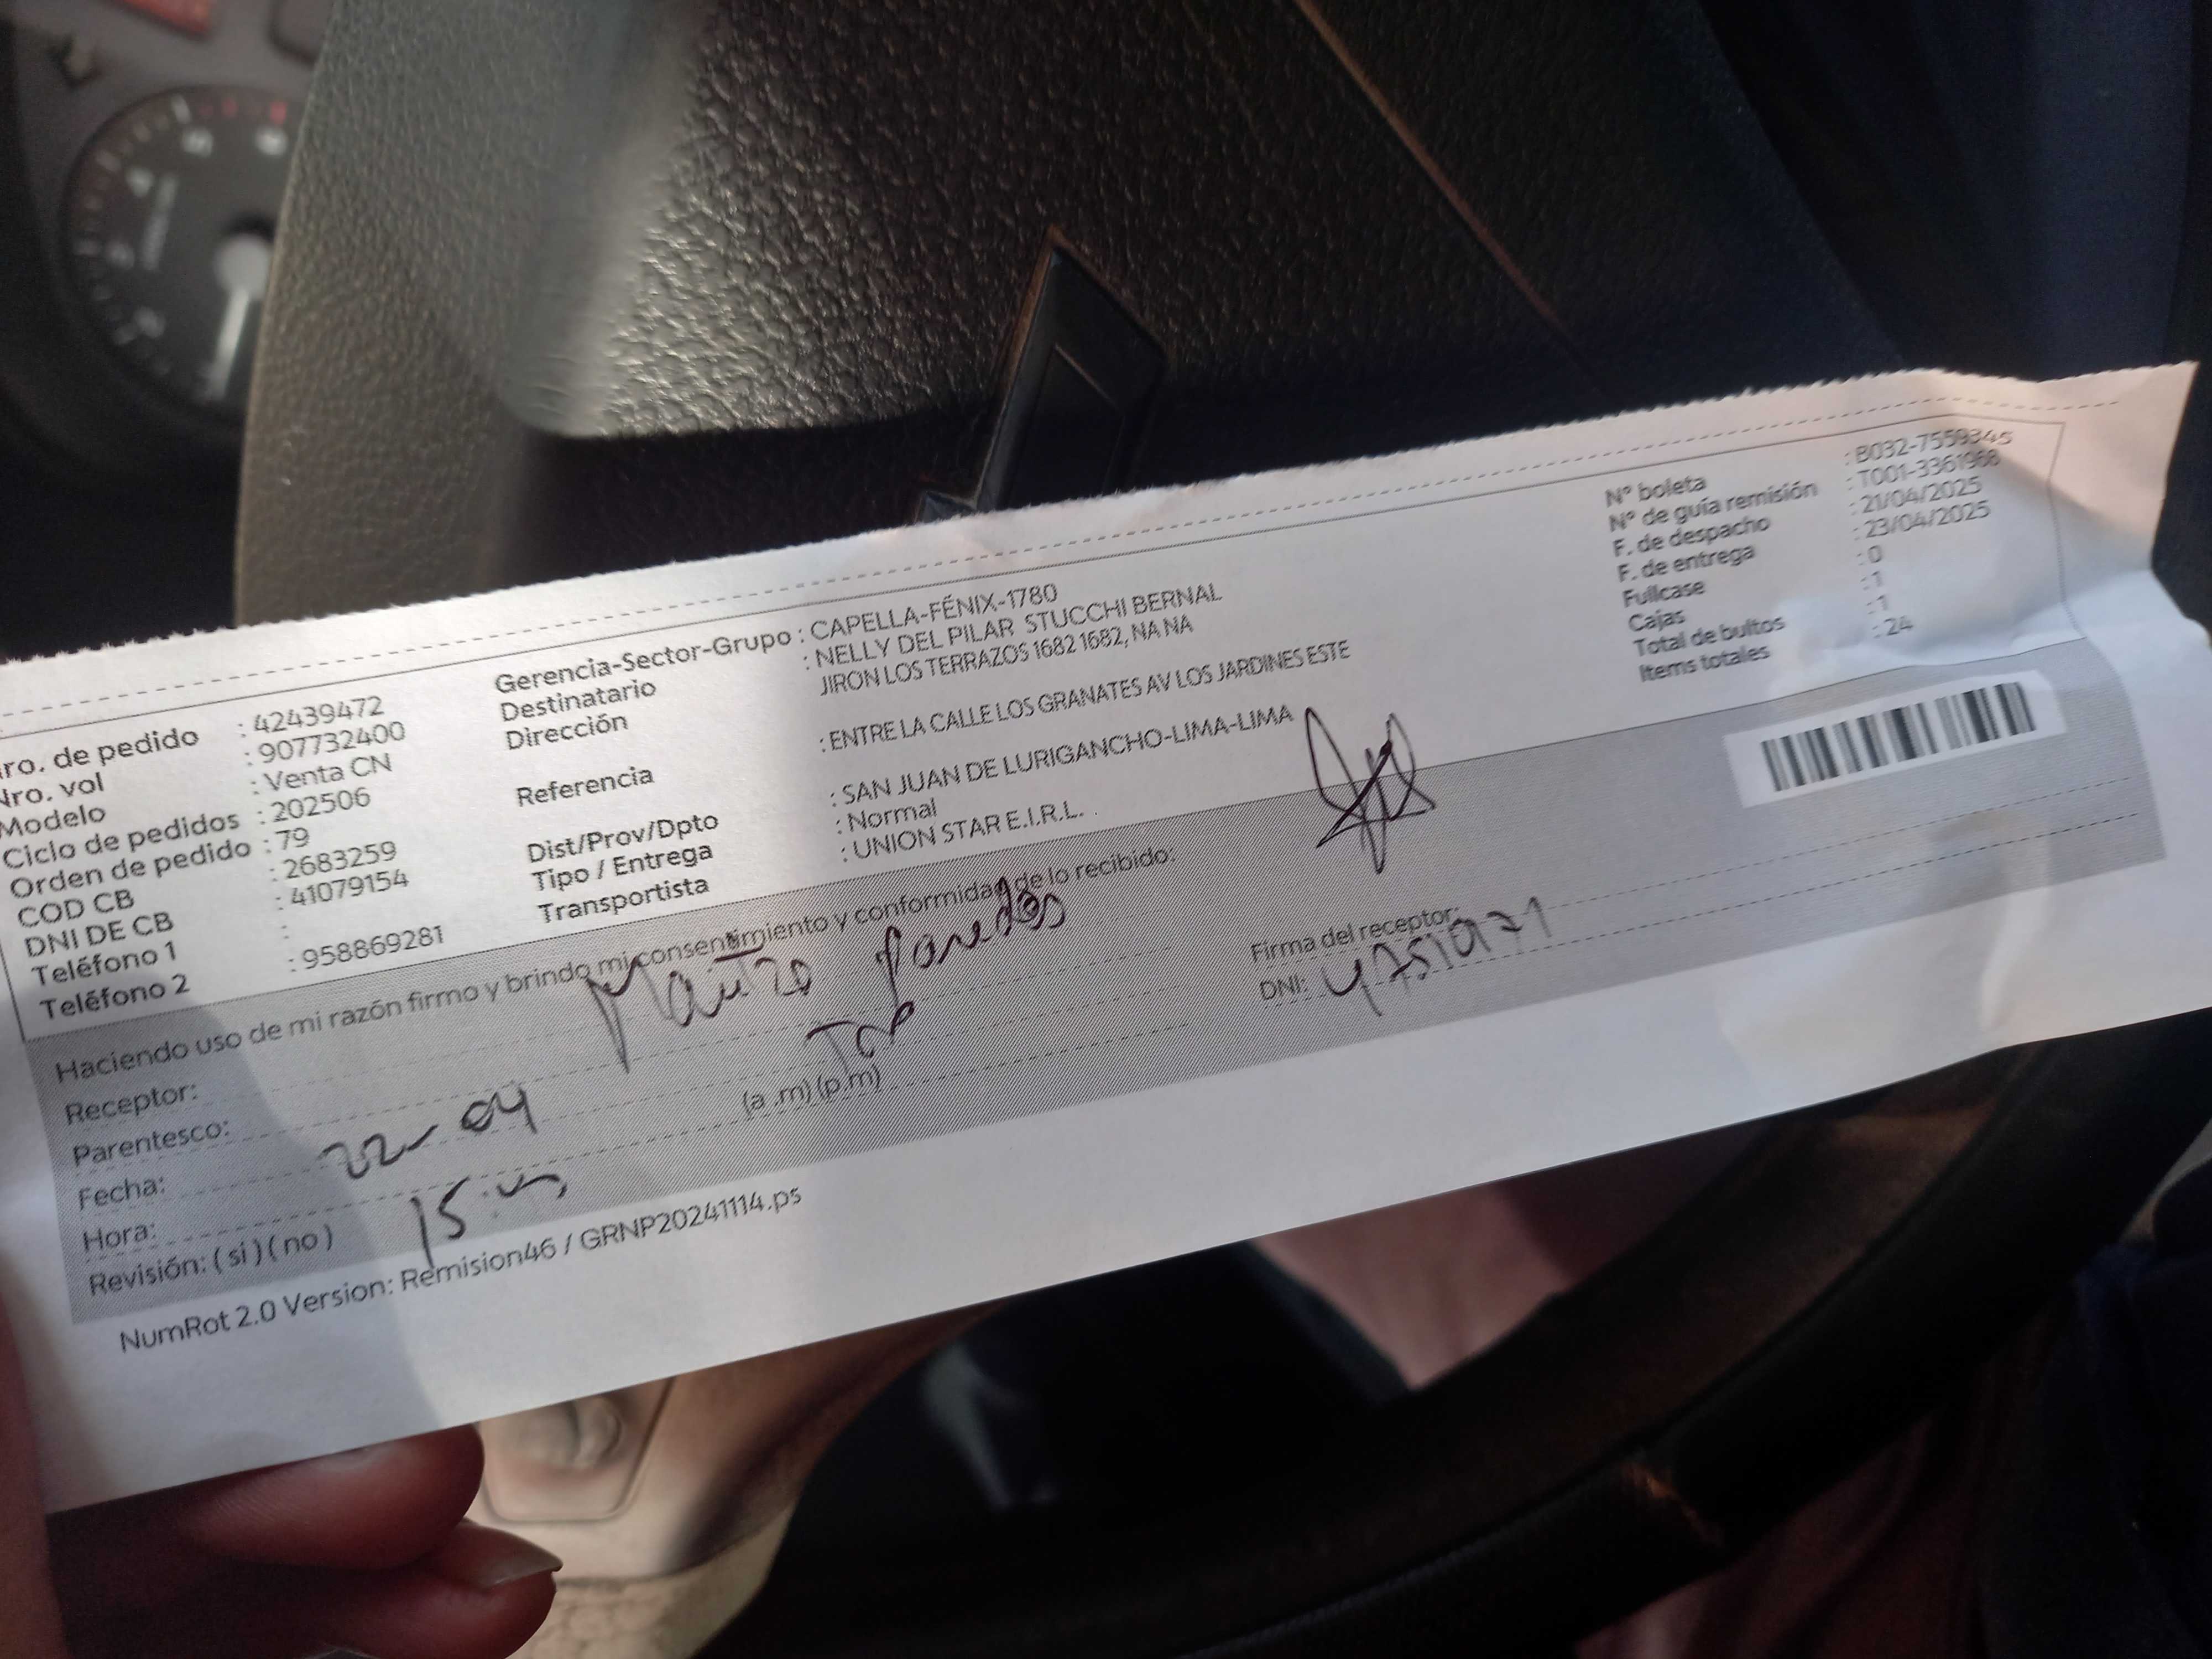 Nro. de pedido : 42439472
Nro. vol : 907732400
Modelo : Venta CN
Ciclo de pedidos : 202506
Orden de pedido : 79
COD CB : 2683259
DNI DE CB : 41079154
Teléfono 1 :
Teléfono 2 : 958869281
Gerencia-Sector-Grupo : CAPELLA-FÉNIX-1780
Destinatario : NELLY DEL PILAR STUCCHI BERNAL
Dirección JIRON LOS TERRAZOS 1682 1682, NA NA
Referencia : ENTRE LA CALLE LOS GRANATES AV LOS JARDINES ESTE
Dist/Prov/Dpto : SAN JUAN DE LURIGANCHO-LIMA-LIMA
Tipo / Entrega : Normal
Transportista : UNION STAR E.I.R.L.
N° boleta : B032-7559345
N° de guía remisión : T001-3361968
F. de despacho : 21/04/2025
F. de entrega : 23/04/2025
Fullcase : 0
Cajas : 1
Total de bultos : 1
Items totales : 24
Haciendo uso de mi razón firmo y brindo mi consentimiento y conformidad de lo recibido:
Receptor: Paredes
Parentesco:
Fecha: 22-04
Hora: 15: (a .m) (p.m)
Revisión: ( si ) ( no )
Firma del receptor:
DNI:
NumRot 2.0 Version: Remision46 / GRNP20241114.ps